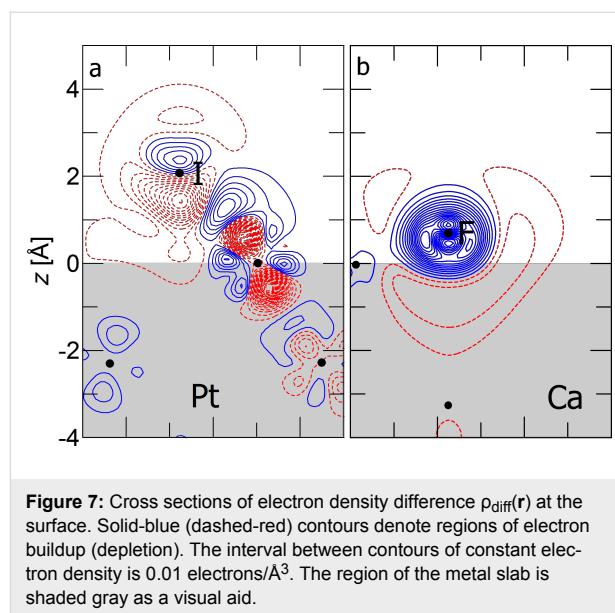 a
b
4
2
0
-2
-4
z [Å]
I
F
Pt
Ca
Figure 7: Cross sections of electron density difference ρdiff(r) at the
surface. Solid-blue (dashed-red) contours denote regions of electron
buildup (depletion). The interval between contours of constant elec-
tron density is 0.01 electrons/Å³. The region of the metal slab is
shaded gray as a visual aid.